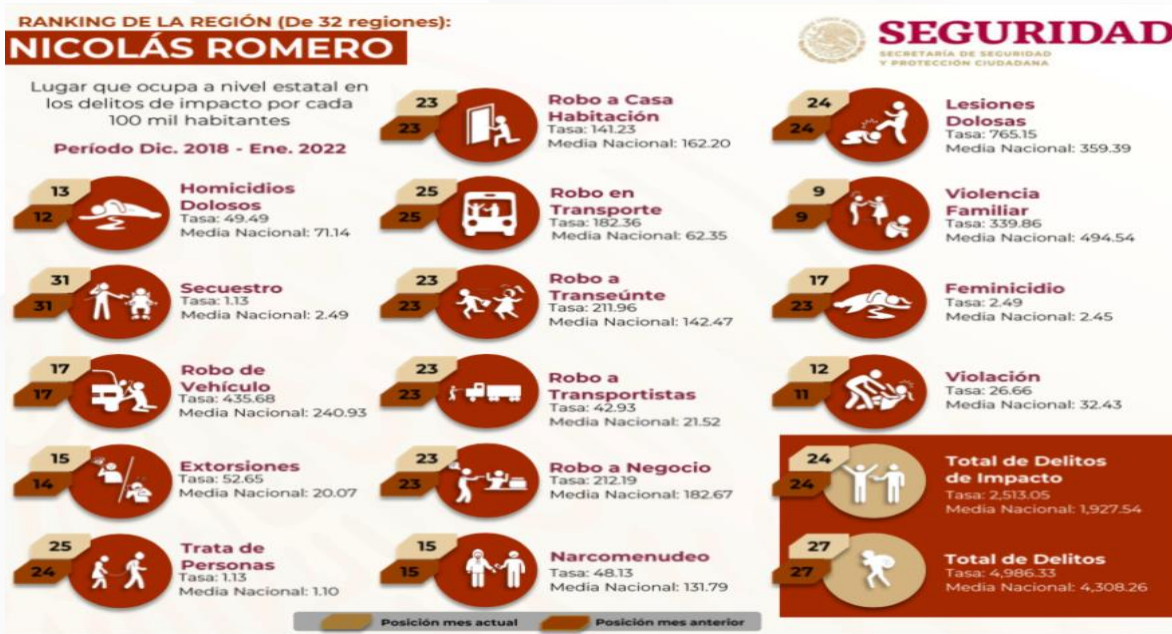 RANKING DE LA REGIÓN (De 32 regiones):
NICOLÁS ROMERO
SEGURIDAD
SECRETARÍA DE SEGURIDAD
Y PROTECCIÓN CIUDADANA
Lugar que ocupa a nivel estatal en
los delitos de impacto por cada
100 mil habitantes
Período Dic. 2018 - Ene. 2022
13
12
Homicidios
Dolosos
Tasa: 49.49
Media Nacional: 71.14
31
31
Secuestro
Tasa: 1.13
Media Nacional: 2.49
17
17
Robo de
Vehículo
Tasa: 435.68
Media Nacional: 240.93
15
14
Extorsiones
Tasa: 52.65
Media Nacional: 20.07
25
24
Trata de
Personas
Tasa: 1.13
Media Nacional: 1.10
23
23
Robo a Casa
Habitación
Tasa: 141.23
Media Nacional: 162.20
25
25
Robo en
Transporte
Tasa: 182.36
Media Nacional: 62.35
23
23
Robo a
Transeúnte
Tasa: 211.96
Media Nacional: 142.47
23
23
Robo a
Transportistas
Tasa: 42.93
Media Nacional: 21.52
23
23
Robo a Negocio
Tasa: 212.19
Media Nacional: 182.67
15
15
Narcomenudeo
Tasa: 48.13
Media Nacional: 131.79
24
24
Lesiones
Dolosas
Tasa: 765.15
Media Nacional: 359.39
9
9
Violencia
Familiar
Tasa: 339.86
Media Nacional: 494.54
17
23
Feminicidio
Tasa: 2.49
Media Nacional: 2.45
12
11
Violación
Tasa: 26.66
Media Nacional: 32.43
24
24
Total de Delitos
de Impacto
Tasa: 2,513.05
Media Nacional: 1,927.54
27
27
Total de Delitos
Tasa: 4,986.33
Media Nacional: 4,308.26
Posición mes actual
Posición mes anterior